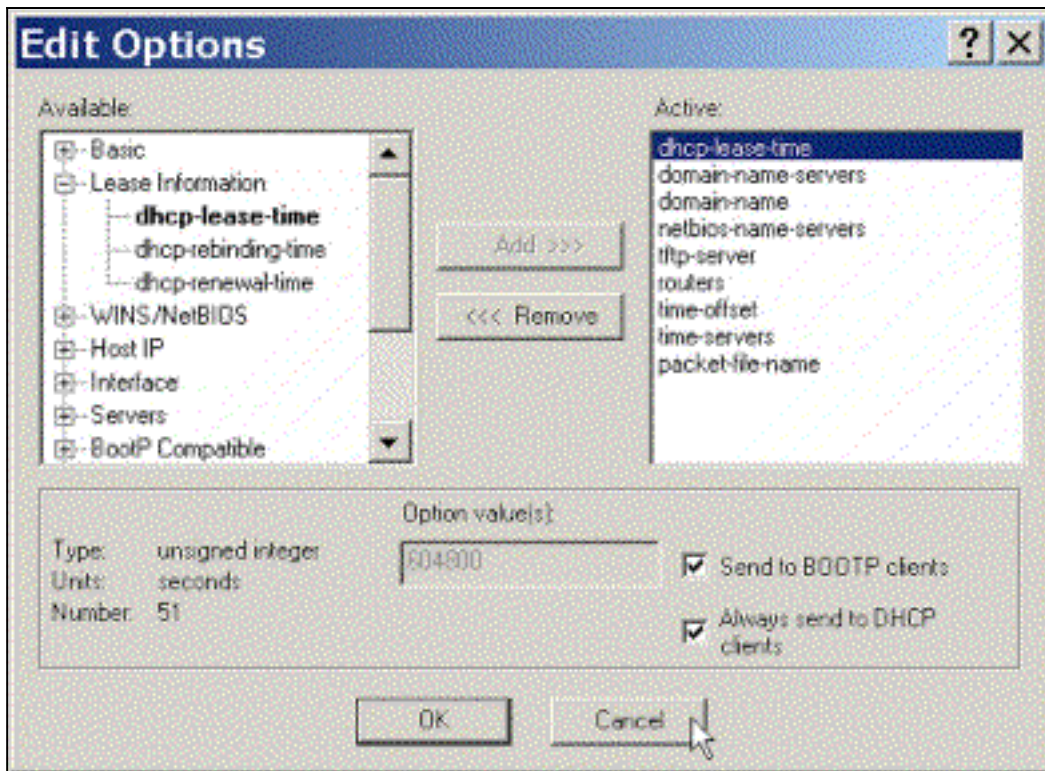 Edit Options
Available:
Active:
Basic
Lease Information
dhcp-lease-time
dhcp-rebinding-time
dhcp-renewal-time
WINS/NetBIOS
Host IP
Interface
Servers
BootP Compatible
Add >>>
<<< Remove
dhcp-lease-time
domain-name-servers
domain-name
netbios-name-servers
tftp-server
routers
time-offset
time-servers
packet-file-name
Option value(s):
Type: unsigned integer
Units: seconds
Number: 51
604800
Send to BOOTP clients
Always send to DHCP
clients
OK
Cancel